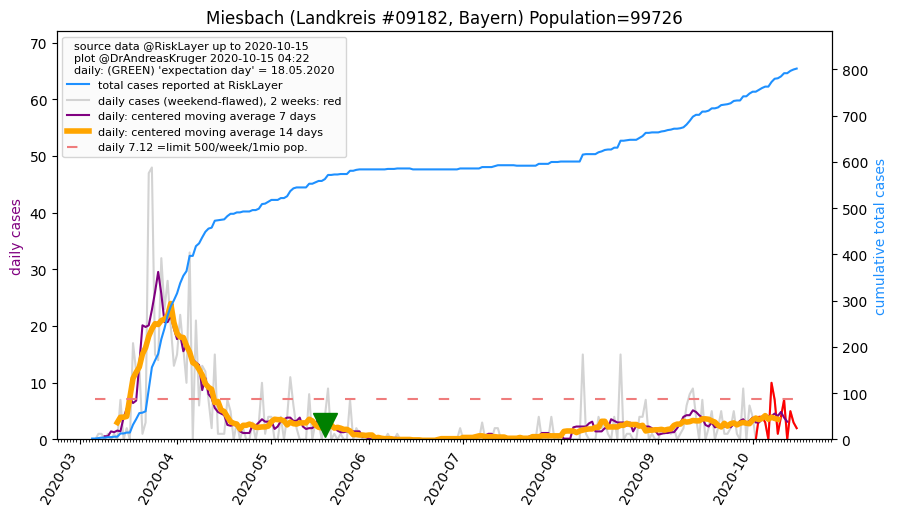 Miesbach (Landkreis #09182, Bayern) Population=99726
source data @RiskLayer up to 2020-10-15
plot @DrAndreasKruger 2020-10-15 04:22
daily: (GREEN) 'expectation day' = 18.05.2020
total cases reported at RiskLayer
daily cases (weekend-flawed), 2 weeks: red
daily: centered moving average 7 days
daily: centered moving average 14 days
daily 7.12 =limit 500/week/1mio pop.
daily cases
70
60
50
40
30
20
10
0
cumulative total cases
800
700
600
500
400
300
200
100
0
2020-03
2020-04
2020-05
2020-06
2020-07
2020-08
2020-09
2020-10